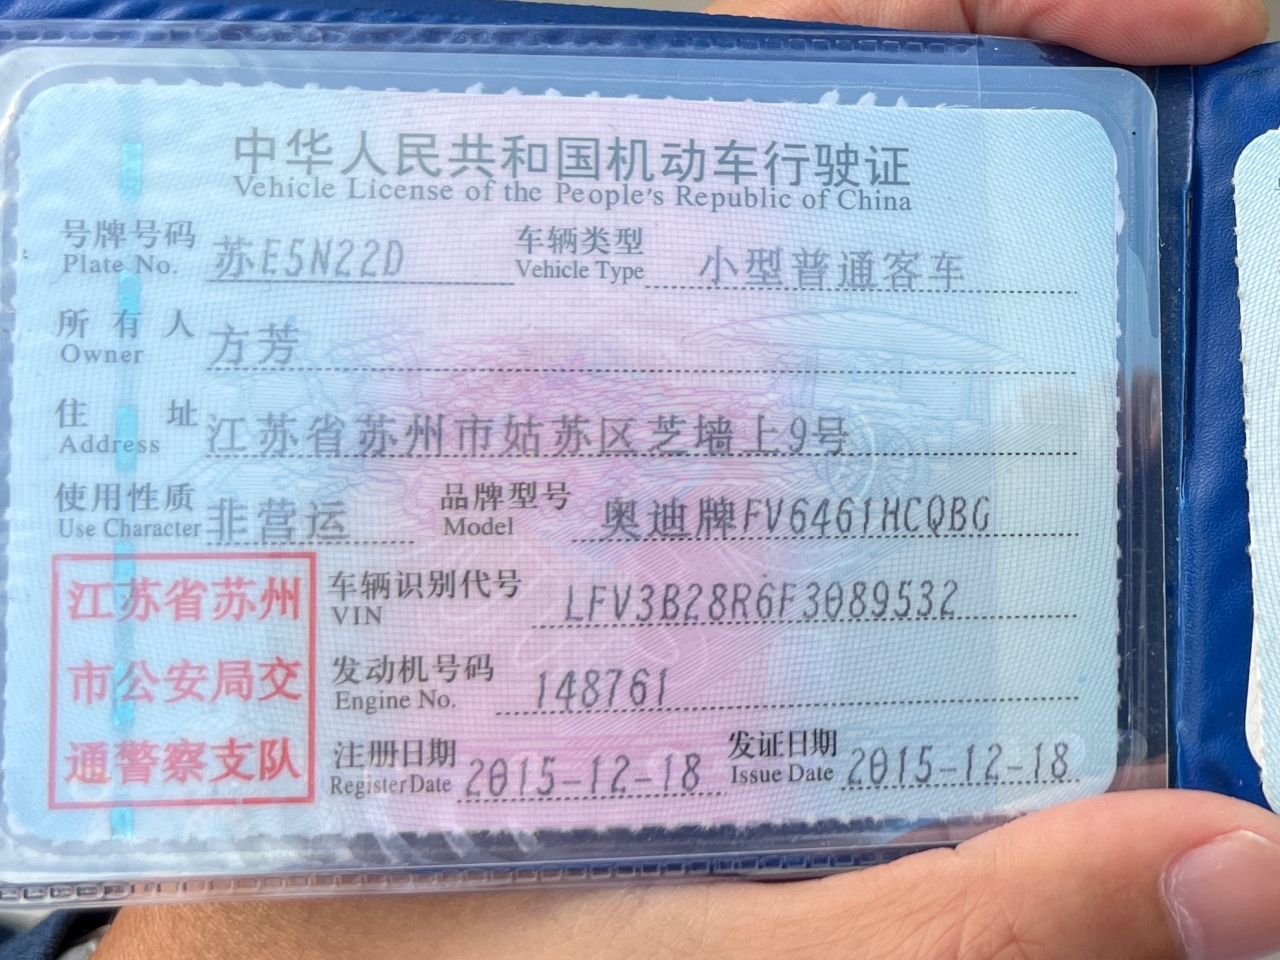 中华人民共和国机动车行驶证
Vehicle License of the People's Republic of China
号牌号码 苏E5N22D 车辆类型 小型普通客车
Plate No. Vehicle Type
所有人 方芳
Owner
住址 江苏省苏州市姑苏区芝墙上9号
Address
使用性质 非营运 品牌型号 奥迪牌FV6461HCQBG
Use Character Model
江苏省苏州
市公安局交
通警察支队
车辆识别代号 LFV3B28R6F3089532
VIN
发动机号码 148761
Engine No.
注册日期 2015-12-18 发证日期 2015-12-18
Register Date Issue Date